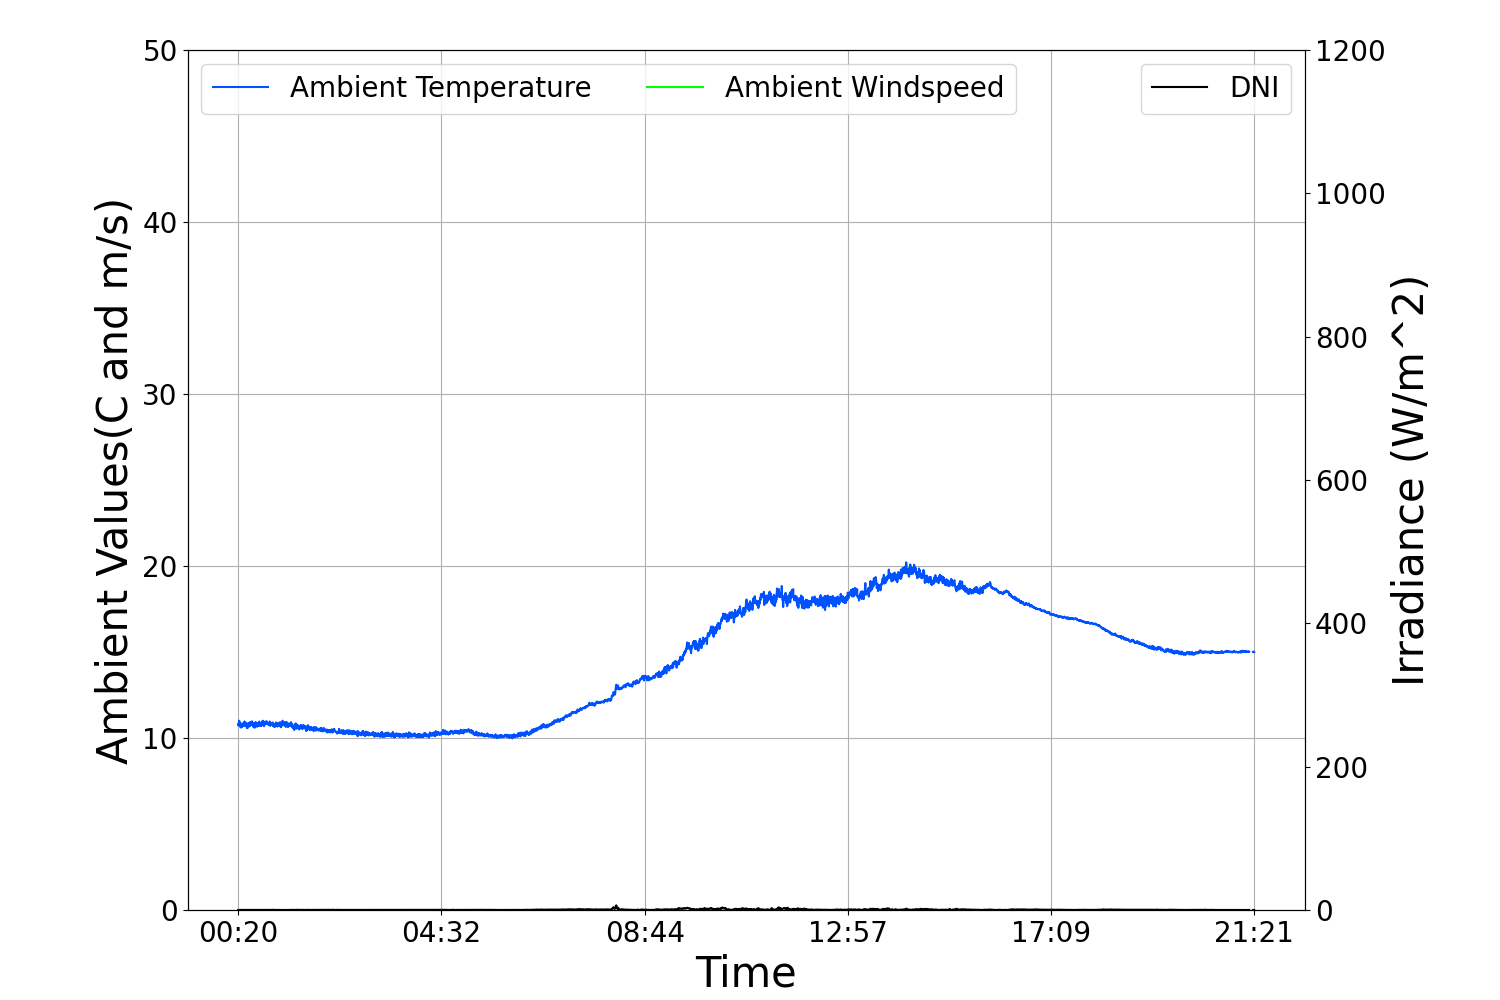 Ambient Temperature
Ambient Windspeed
DNI
Ambient Values(C and m/s)
50
40
30
20
10
0
1200
1000
800
600
400
200
0
Irradiance (W/m^2)
00:20 04:32 08:44 12:57 17:09 21:21
Time